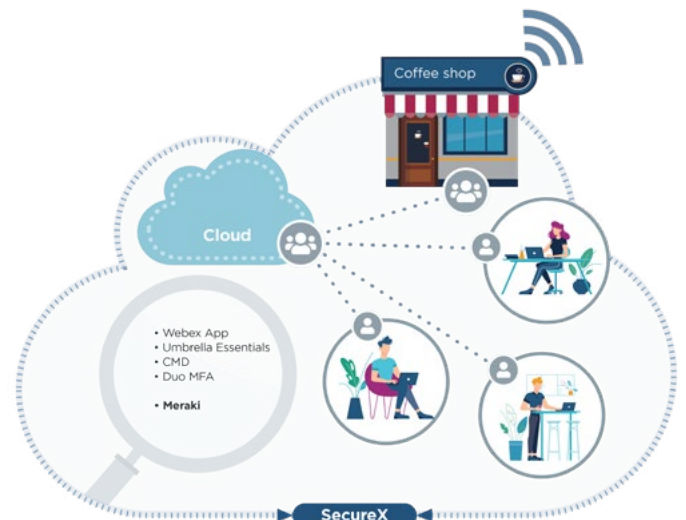 Coffee shop
Cloud
• Webex App
• Umbrella Essentials
• CMD
• Duo MFA
• Meraki
SecureX